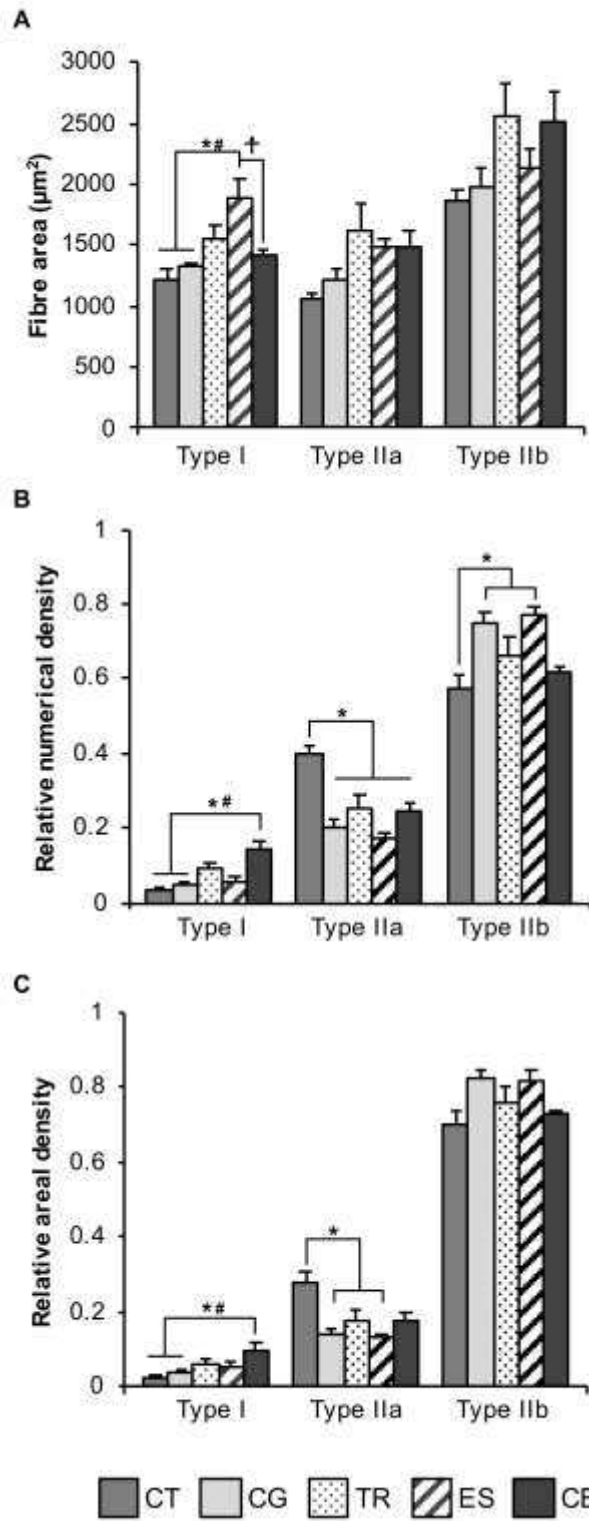 A
Fibre area (µm²)
3000
2500
2000
1500
1000
500
0
*# +
Type I Type IIa Type IIb
B
Relative numerical density
1
0.8
0.6
0.4
0.2
0
*#
*
*
Type I Type IIa Type IIb
C
Relative areal density
1
0.8
0.6
0.4
0.2
0
*#
*
Type I Type IIa Type IIb
CT CG TR ES